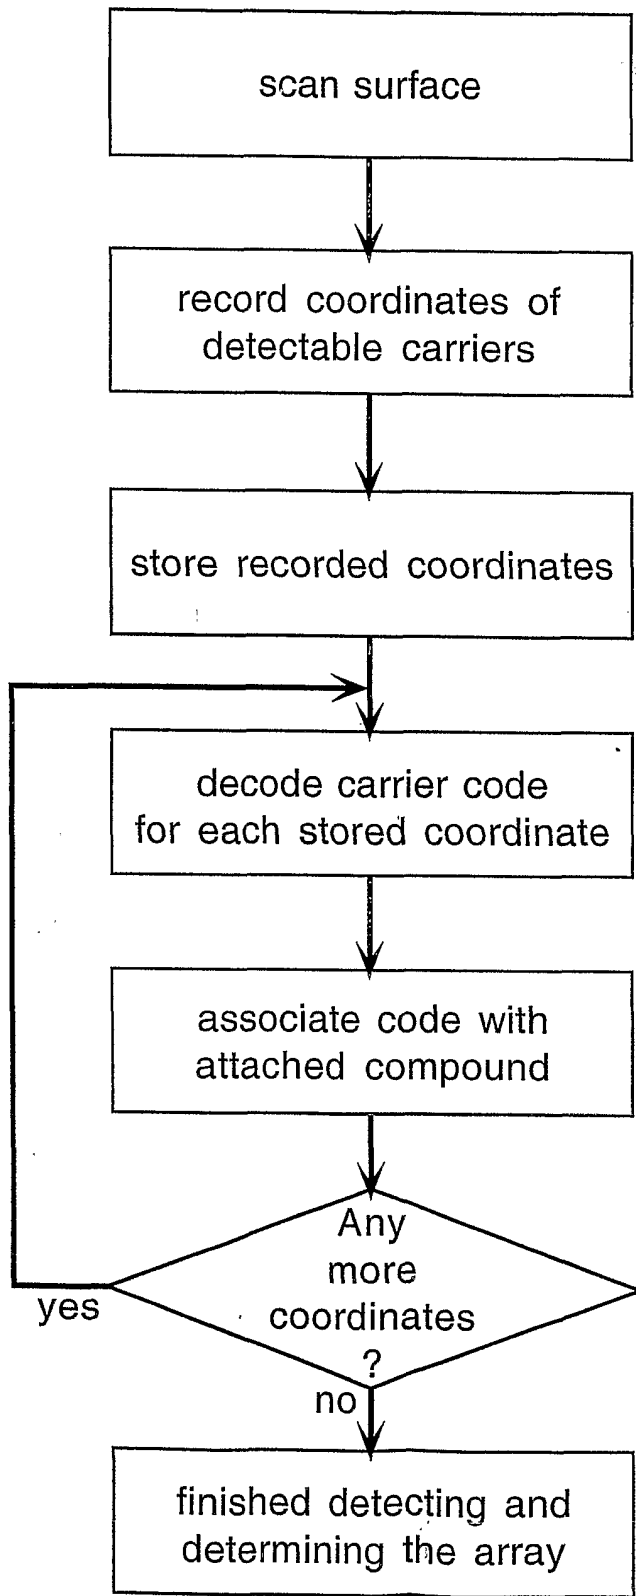 scan surface
record coordinates of
detectable carriers
store recorded coordinates
decode carrier code
for each stored coordinate
associate code with
attached compound
Any
more
coordinates
?
yes
no
finished detecting and
determining the array